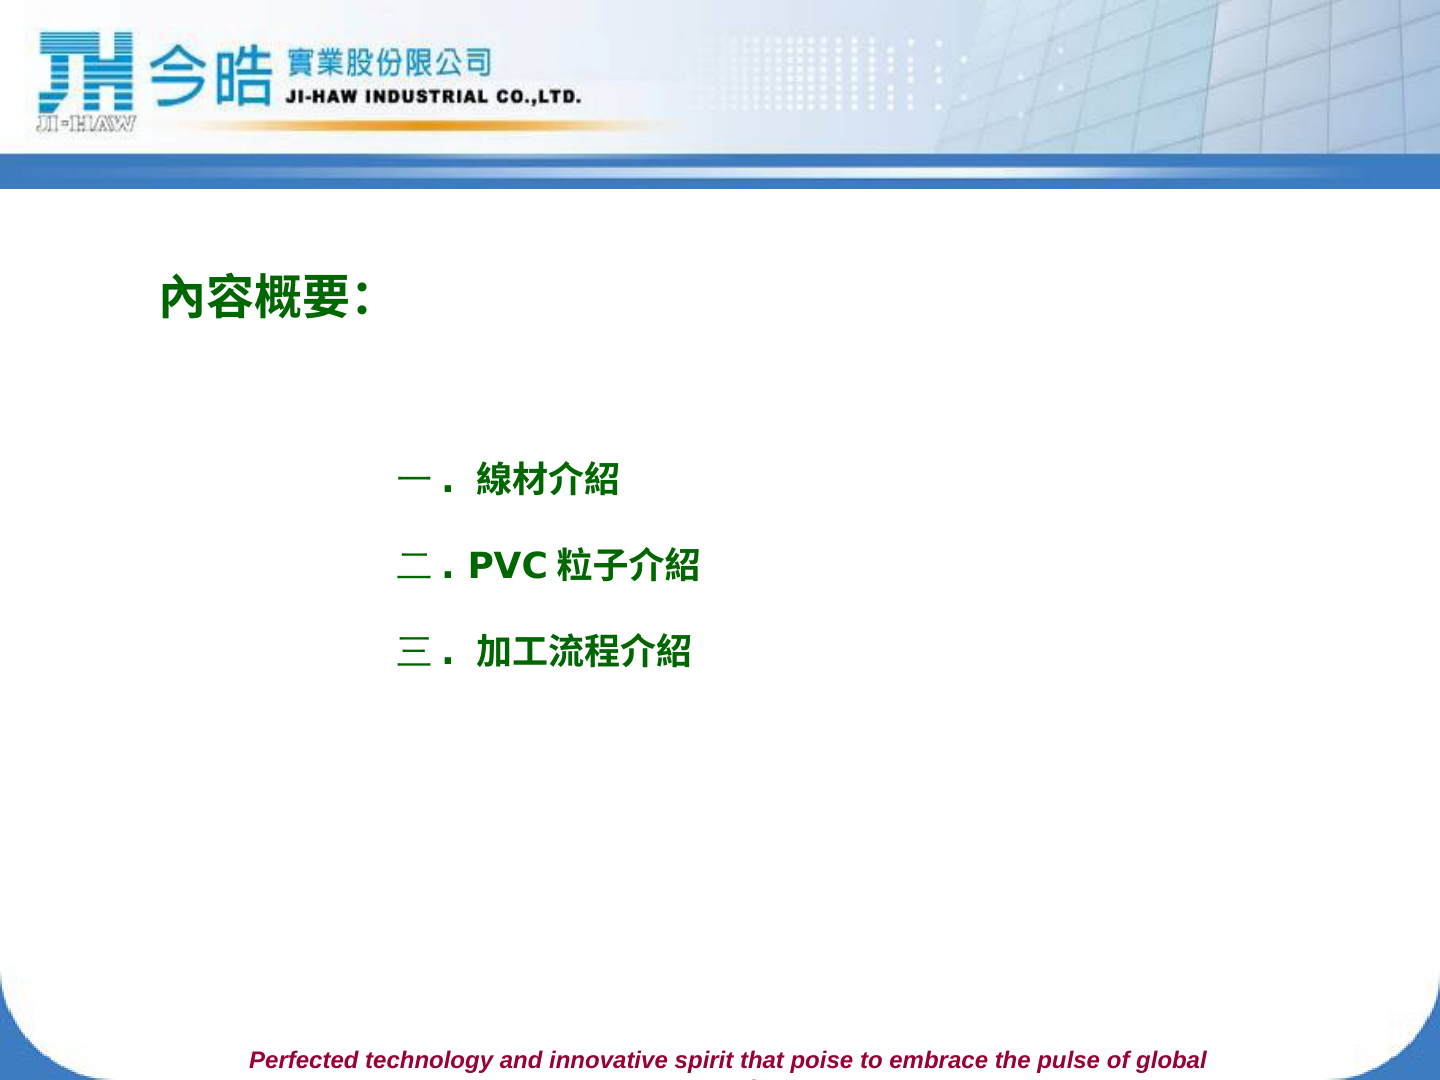 今皓 實業股份限公司
JI-HAW INDUSTRIAL CO.,LTD.
JI-HAW
內容概要：
一 . 線材介紹
二 . PVC 粒子介紹
三 . 加工流程介紹
Perfected technology and innovative spirit that poise to embrace the pulse of global